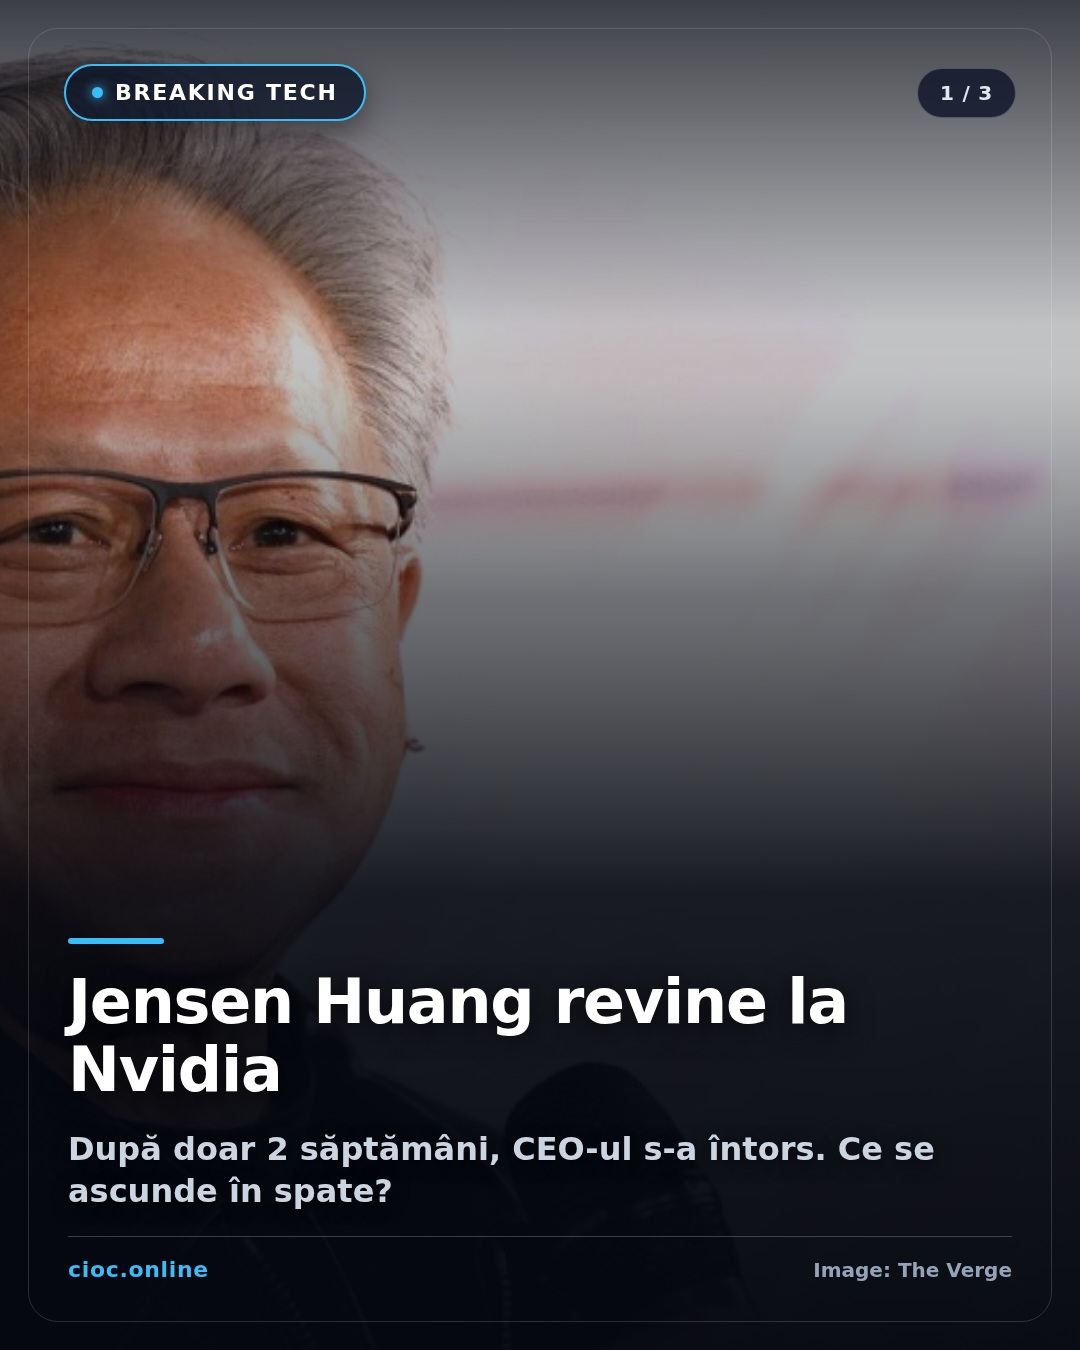 BREAKING TECH
1 / 3
Jensen Huang revine la
Nvidia
După doar 2 săptămâni, CEO-ul s-a întors. Ce se
ascunde în spate?
cioc.online
Image: The Verge